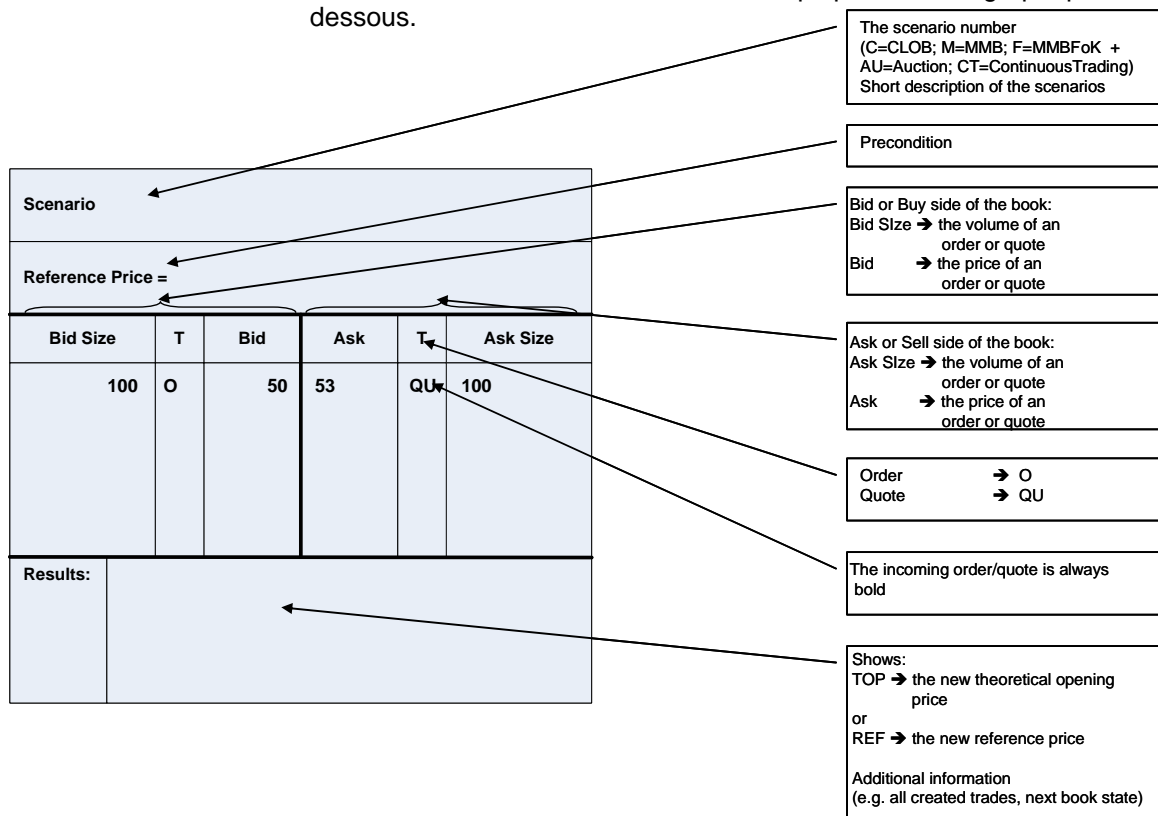 dessous.
The scenario number
(C=CLOB; M=MMB; F=MMBFoK +
AU=Auction; CT=ContinuousTrading)
Short description of the scenarios
Precondition
Scenario
Reference Price =
Bid or Buy side of the book:
Bid SIze ➔ the volume of an
order or quote
Bid ➔ the price of an
order or quote
Bid Size T Bid Ask T Ask Size
100 O 50 53 QU 100
Ask or Sell side of the book:
Ask SIze ➔ the volume of an
order or quote
Ask ➔ the price of an
order or quote
Order ➔ O
Quote ➔ QU
The incoming order/quote is always
bold
Results:
Shows:
TOP ➔ the new theoretical opening
price
or
REF ➔ the new reference price
Additional information
(e.g. all created trades, next book state)